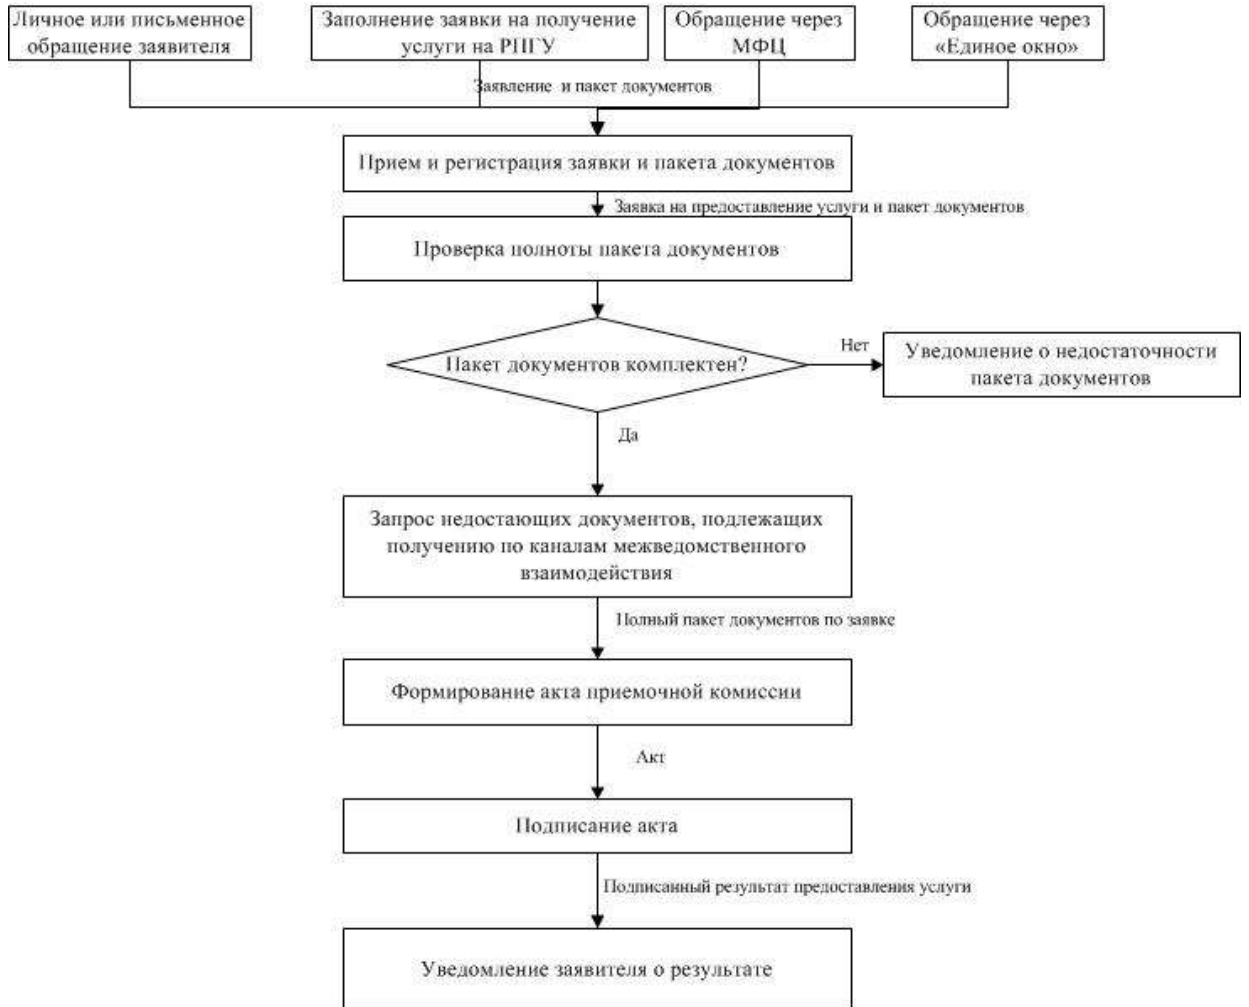 Личное или письменное
обращение заявителя
Заполнение заявки на получение
услуги на РПГУ
Обращение через
МФЦ
Обращение через
«Единое окно»
Заявление и пакет документов
Прием и регистрация заявки и пакета документов
Заявка на предоставление услуги и пакет документов
Проверка полноты пакета документов
Пакет документов комплектен?
Нет
Уведомление о недостаточности
пакета документов
Да
Запрос недостающих документов, подлежащих
получению по каналам межведомственного
взаимодействия
Полный пакет документов по заявке
Формирование акта приемочной комиссии
Акт
Подписание акта
Подписанный результат предоставления услуги
Уведомление заявителя о результате